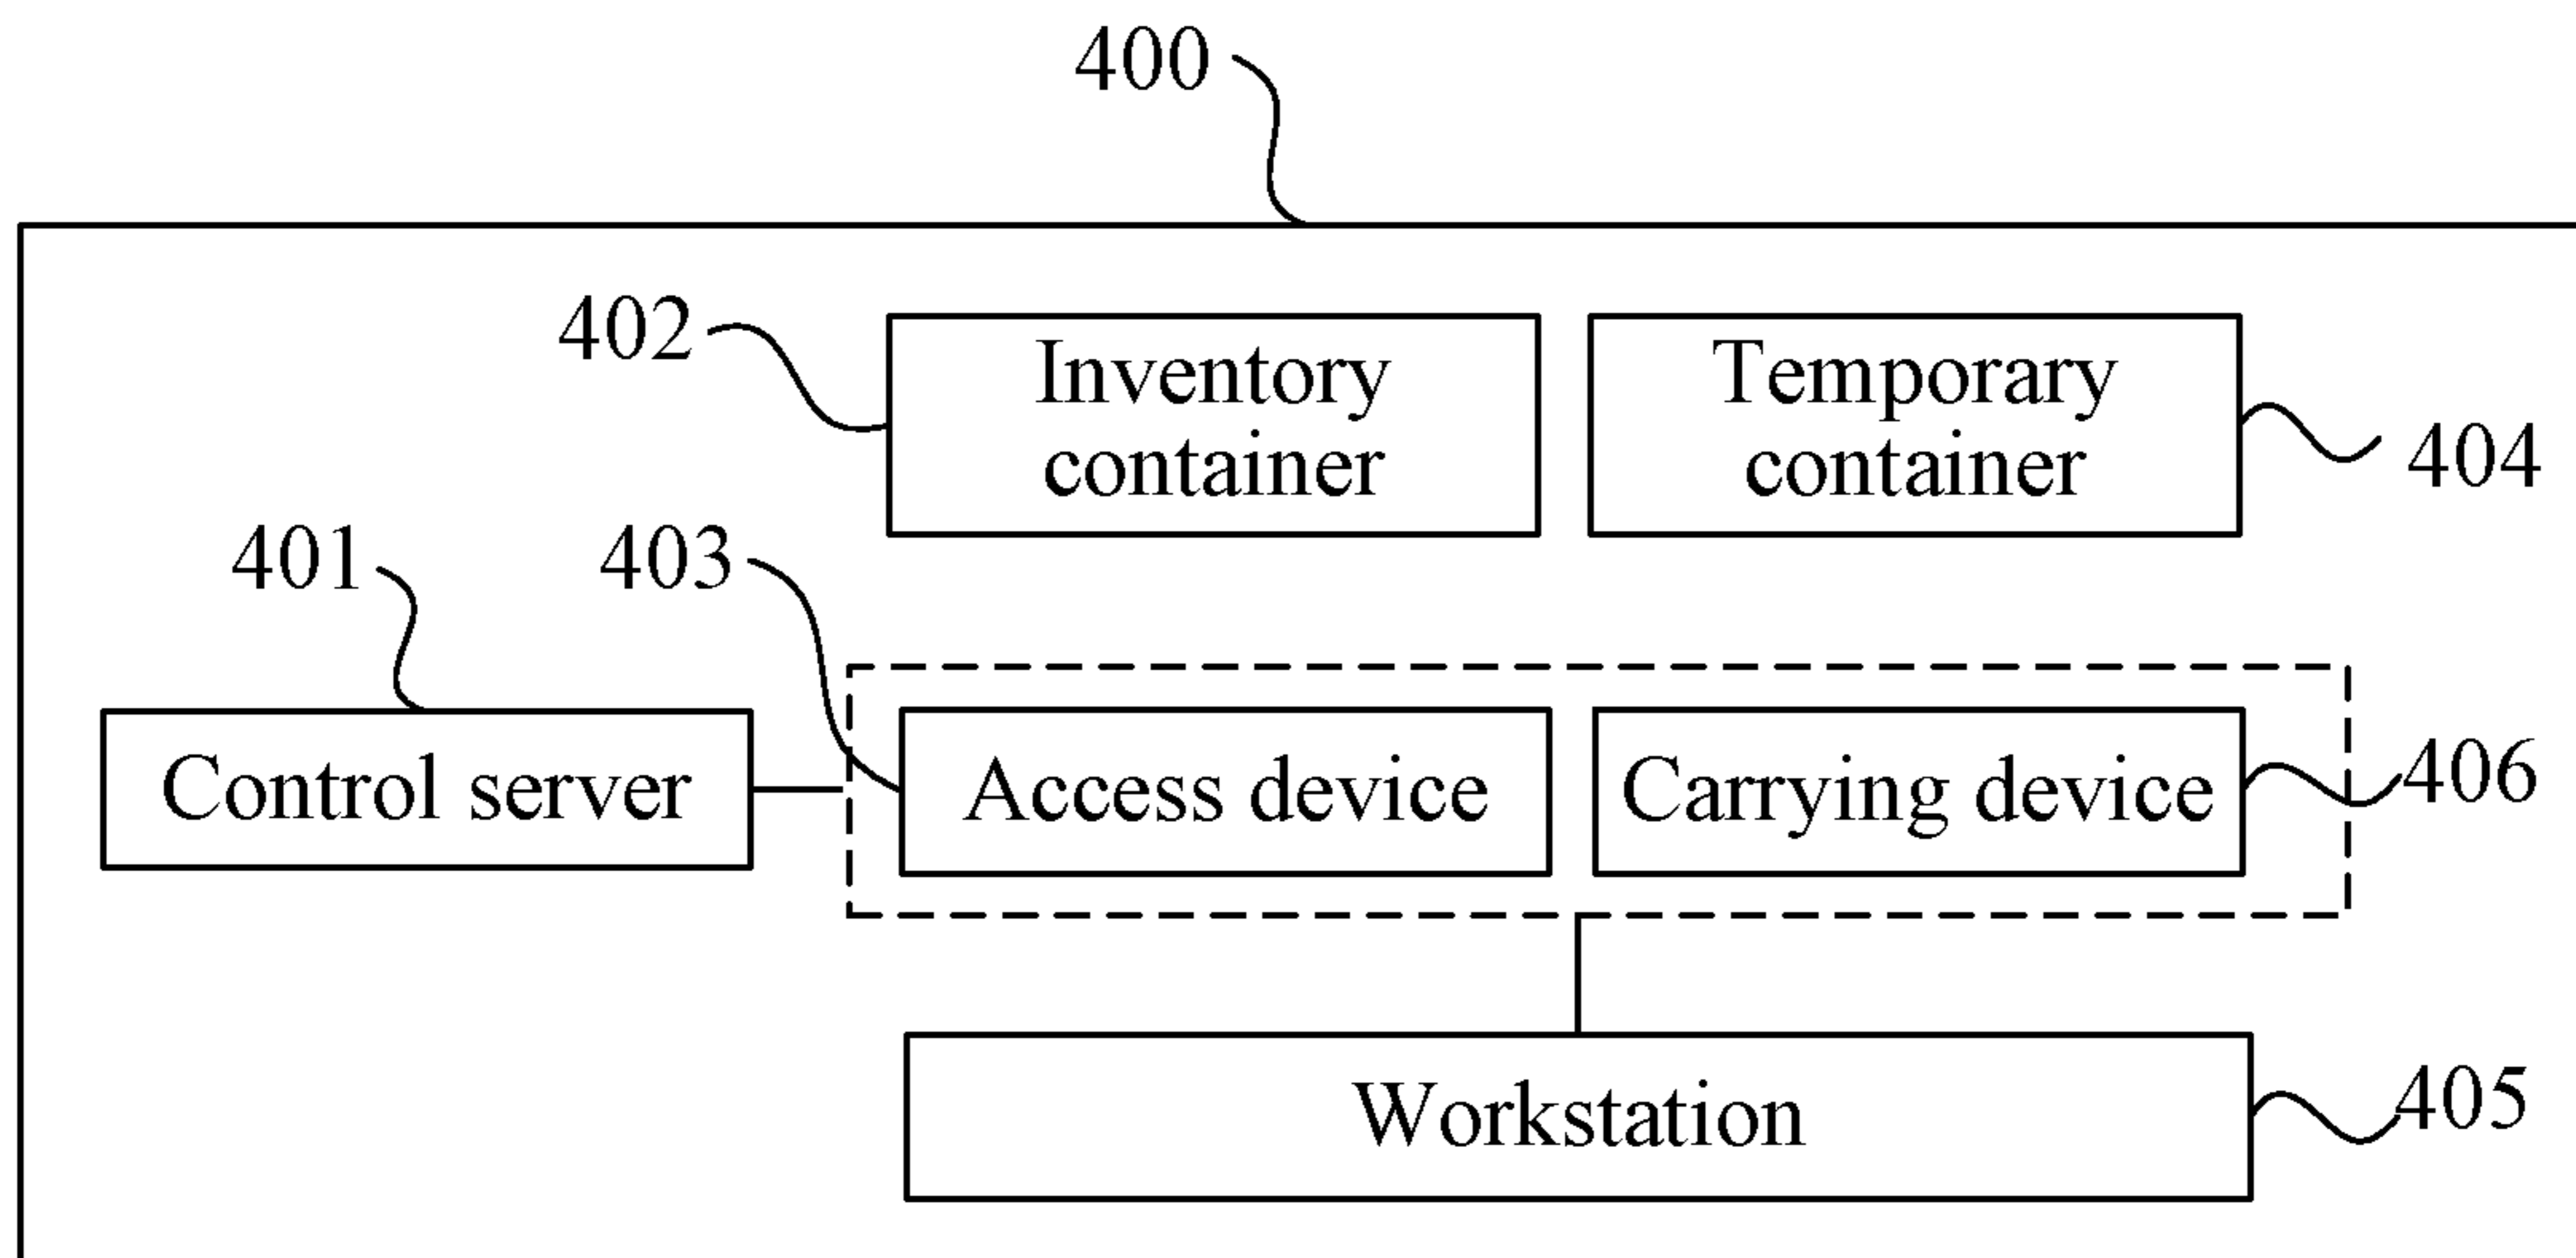 400
402
Inventory
container
Temporary
container
404
401
403
Control server
Access device
Carrying device
406
Workstation
405